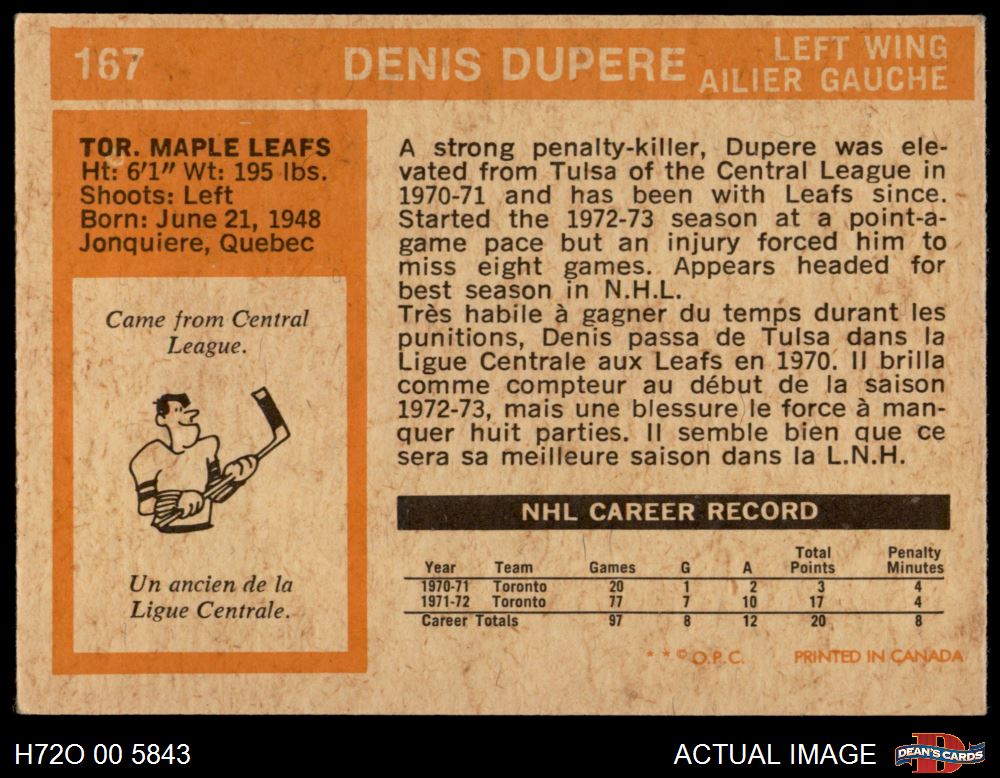 167
DENIS DUPERE
LEFT WING
AILIER GAUCHE
TOR. MAPLE LEAFS
Ht: 6'1" Wt: 195 lbs.
Shoots: Left
Born: June 21, 1948
Jonquiere, Quebec
Came from Central
League.
Un ancien de la
Ligue Centrale.
A strong penalty-killer, Dupere was ele-
vated from Tulsa of the Central League in
1970-71 and has been with Leafs since.
Started the 1972-73 season at a point-a-
game pace but an injury forced him to
miss eight games. Appears headed for
best season in N.H.L.
Très habile à gagner du temps durant les
punitions, Denis passa de Tulsa dans la
Ligue Centrale aux Leafs en 1970. Il brilla
comme compteur au début de la saison
1972-73, mais une blessure le force à man-
quer huit parties. Il semble bien que ce
sera sa meilleure saison dans la L.N.H.
NHL CAREER RECORD
Year Team Games G A Total Points Penalty Minutes
1970-71 Toronto 20 1 2 3 4
1971-72 Toronto 77 7 10 17 4
Career Totals 97 8 12 20 8
* * © O.P.C. PRINTED IN CANADA
H72O 00 5843
ACTUAL IMAGE
DEAN'S CARDS